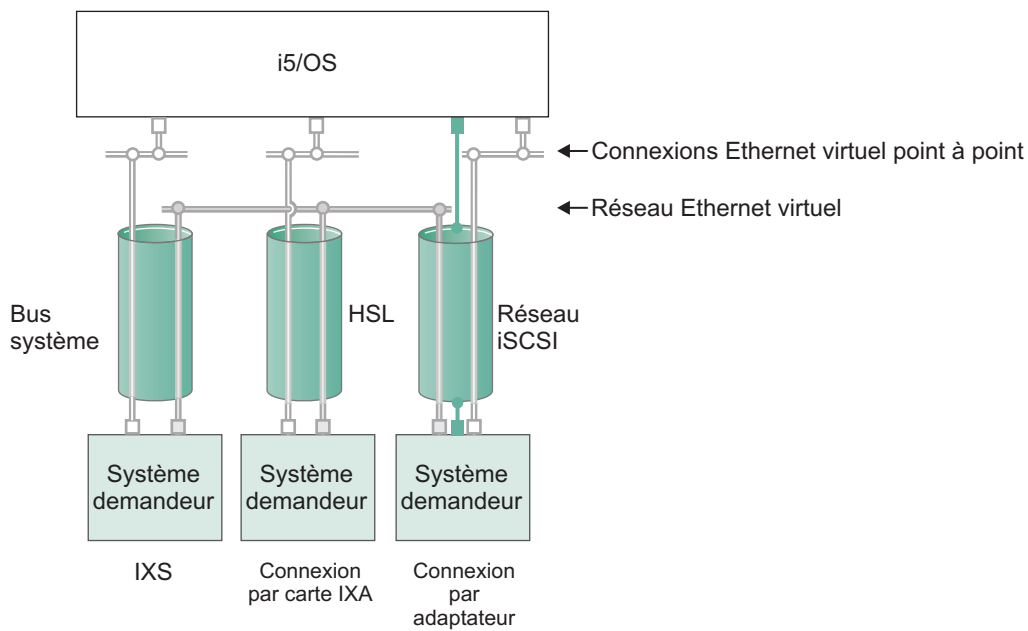 i5/OS
Connexions Ethernet virtuel point à point
Réseau Ethernet virtuel
Bus
système
HSL
Réseau
iSCSI
Système
demandeur
Système
demandeur
Système
demandeur
IXS
Connexion
par carte IXA
Connexion
par
adaptateur